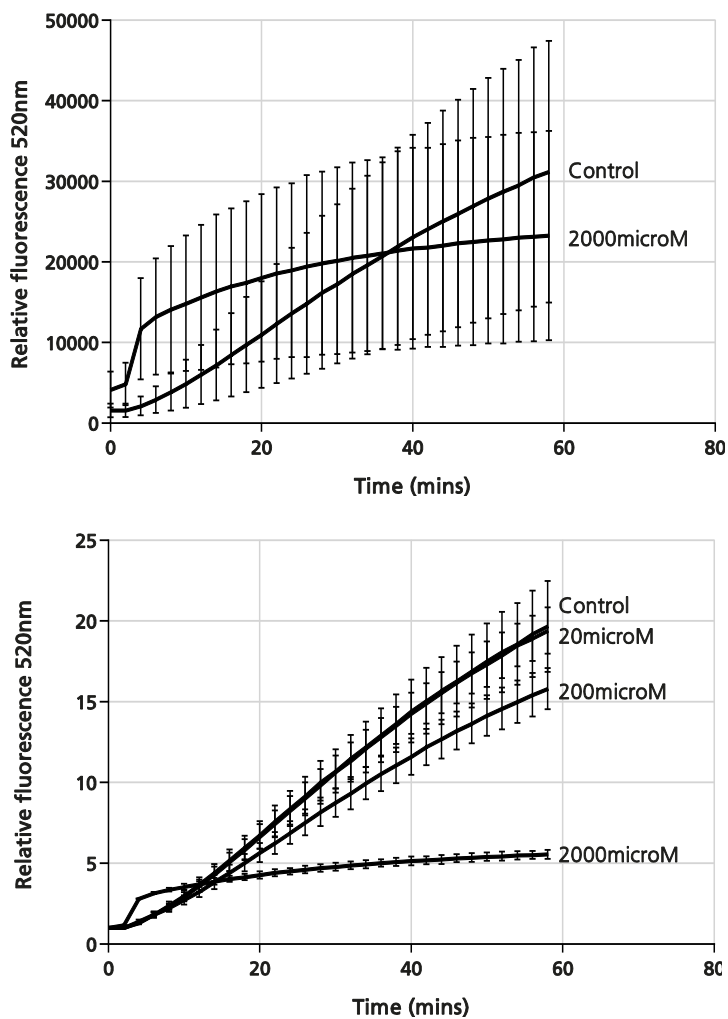 50000
40000
30000
20000
10000
0
Relative fluorescence 520nm
Control
2000microM
0 20 40 60 80
Time (mins)
25
20
15
10
5
0
Relative fluorescence 520nm
Control
20microM
200microM
2000microM
0 20 40 60 80
Time (mins)